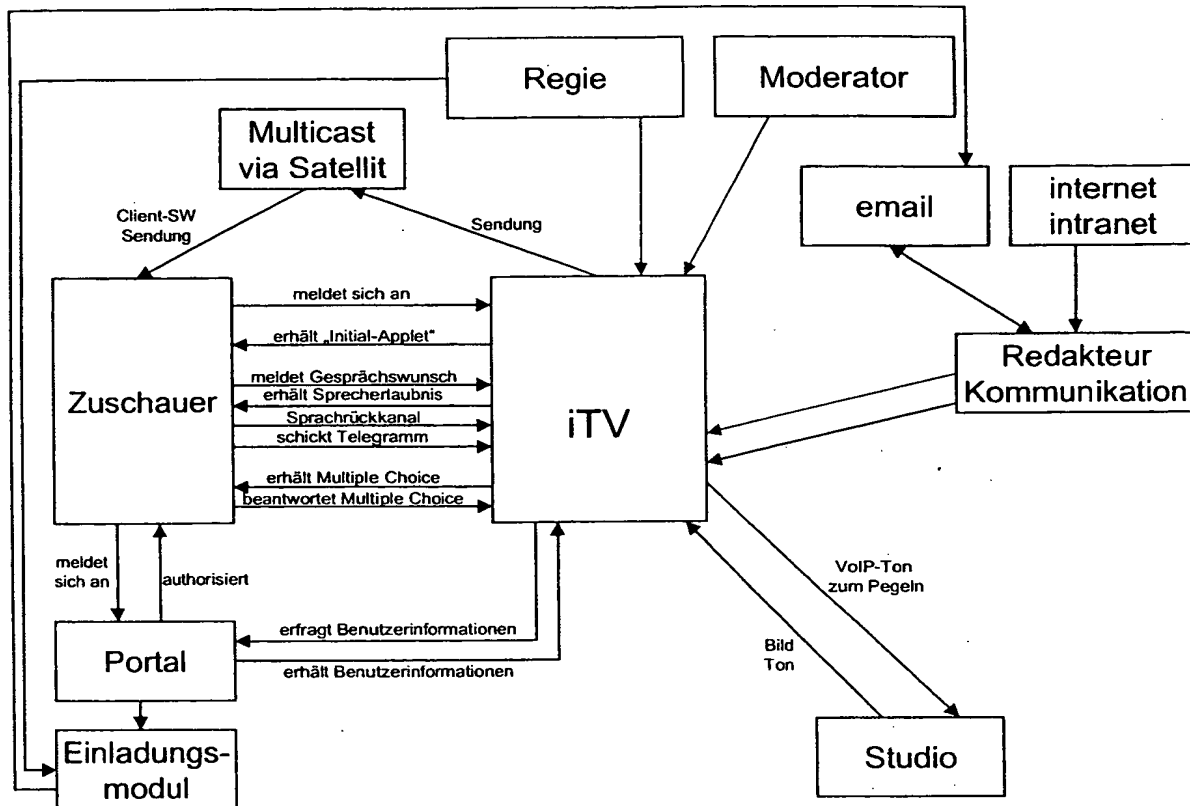 Regie
Moderator
Multicast
via Satellit
email
internet
intranet
Client-SW
Sendung
Sendung
Zuschauer
meldet sich an
erhält „Initial-Applet“
meldet Gesprächswunsch
erhält Sprecherlaubnis
Sprachrückkanal
schickt Telegramm
erhält Multiple Choice
beantwortet Multiple Choice
iTV
Redakteur
Kommunikation
meldet
sich an
authorisiert
VoIP-Ton
zum Pegeln
Portal
erfragt Benutzerinformationen
erhält Benutzerinformationen
Bild
Ton
Einladungs-
modul
Studio